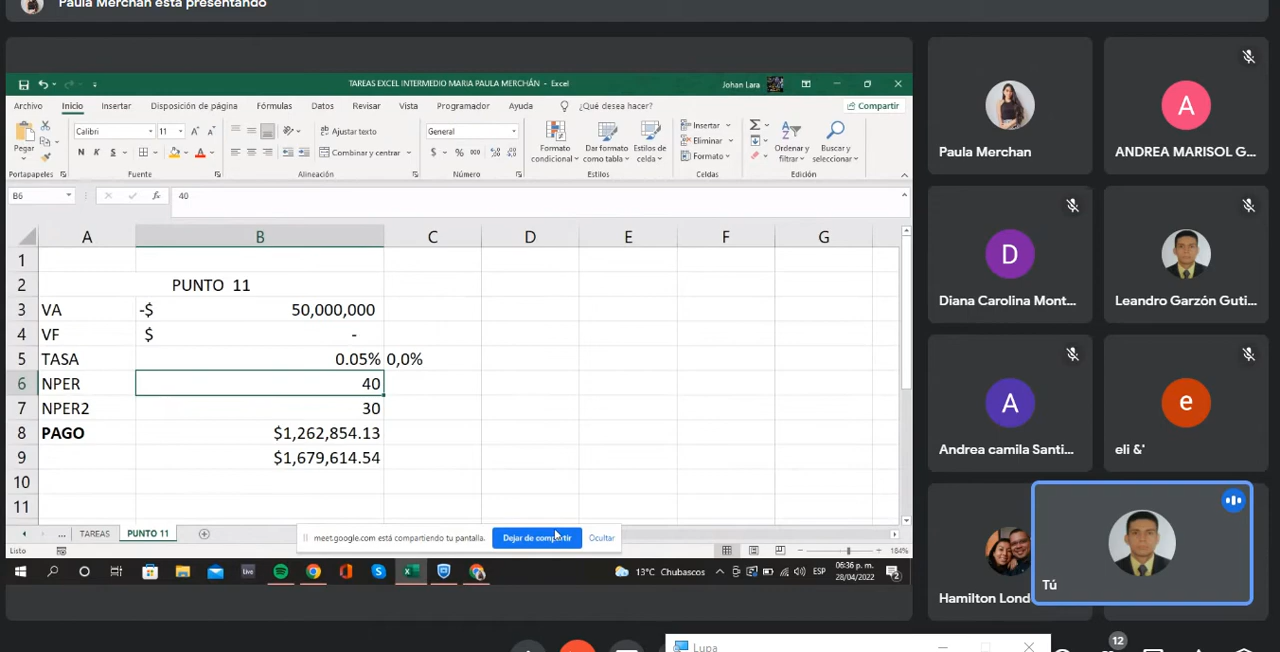 Paula Merchan está presentando
TAREAS EXCEL INTERMEDIO MARIA PAULA MERCHÁN - Excel
Johan Lara
Archivo Inicio Insertar Disposición de página Fórmulas Datos Revisar Vista Programador Ayuda ¿Qué desea hacer? Compartir
Pegar
Calibri 11
N K S
Ajustar texto
Combinar y centrar
General
$ % 000
Formato condicional
Dar formato como tabla
Estilos de celda
Insertar
Eliminar
Formato
Ordenar y filtrar
Buscar y seleccionar
Portapapeles Fuente Alineación Número Estilos Celdas Edición
B6 fx 40
A B C D E F G
1
2 PUNTO 11
3 VA -$ 50,000,000
4 VF $ -
5 TASA 0.05% 0,0%
6 NPER 40
7 NPER2 30
8 PAGO $1,262,854.13
9 $1,679,614.54
10
11
... TAREAS PUNTO 11
meet.google.com está compartiendo tu pantalla. Dejar de compartir Ocultar
Listo 184%
13°C Chubascos ESP 06:36 p. m. 28/04/2022 2
Paula Merchan
A
ANDREA MARISOL G...
D
Diana Carolina Mont...
Leandro Garzón Guti...
A
Andrea camila Santi...
e
eli &'
Hamilton Lond
Tú
Lupa
12